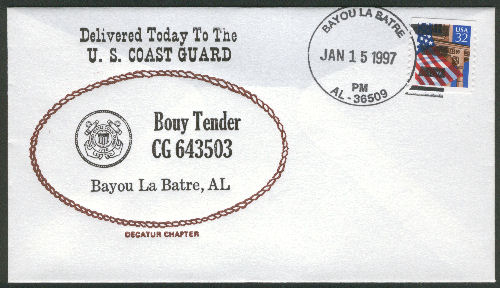 Delivered Today To The
U. S. COAST GUARD
BAYOU LA BATRE
JAN 15 1997
PM
AL - 36509
USA
32
Bouy Tender
CG 643503
Bayou La Batre, AL
DECATUR CHAPTER